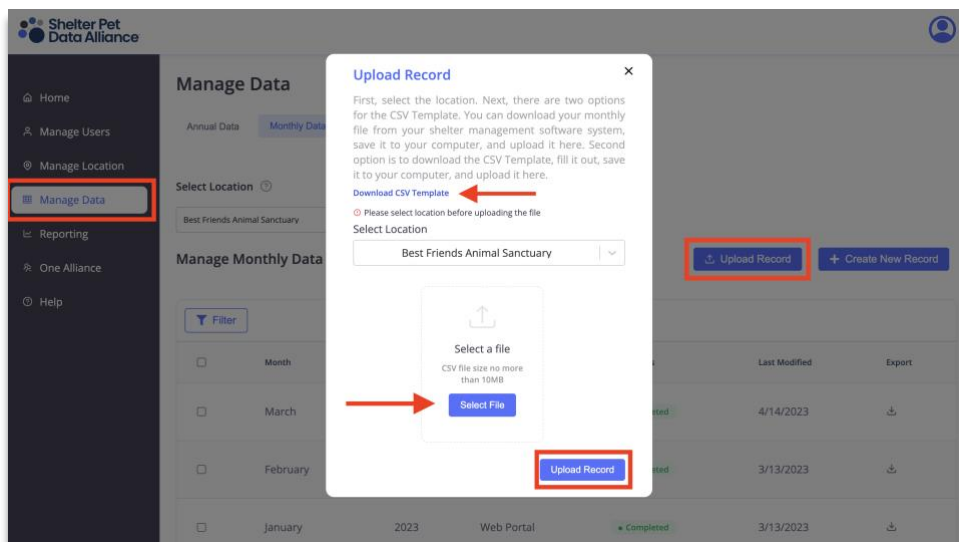 Shelter Pet
Data Alliance
Home
Manage Users
Manage Location
Manage Data
Reporting
One Alliance
Help
Manage Data
Annual Data
Monthly Data
Select Location
Best Friends Animal Sanctuary
Manage Monthly Data
Upload Record
+ Create New Record
Filter
Month
Last Modified
Export
March
4/14/2023
February
3/13/2023
January 2023 Web Portal Completed 3/13/2023
Upload Record
First, select the location. Next, there are two options
for the CSV Template. You can download your monthly
file from your shelter management software system,
save it to your computer, and upload it here. Second
option is to download the CSV Template, fill it out, save
it to your computer, and upload it here.
Download CSV Template
Please select location before uploading the file
Select Location
Best Friends Animal Sanctuary
Select a file
CSV file size no more
than 10MB
Select File
Upload Record